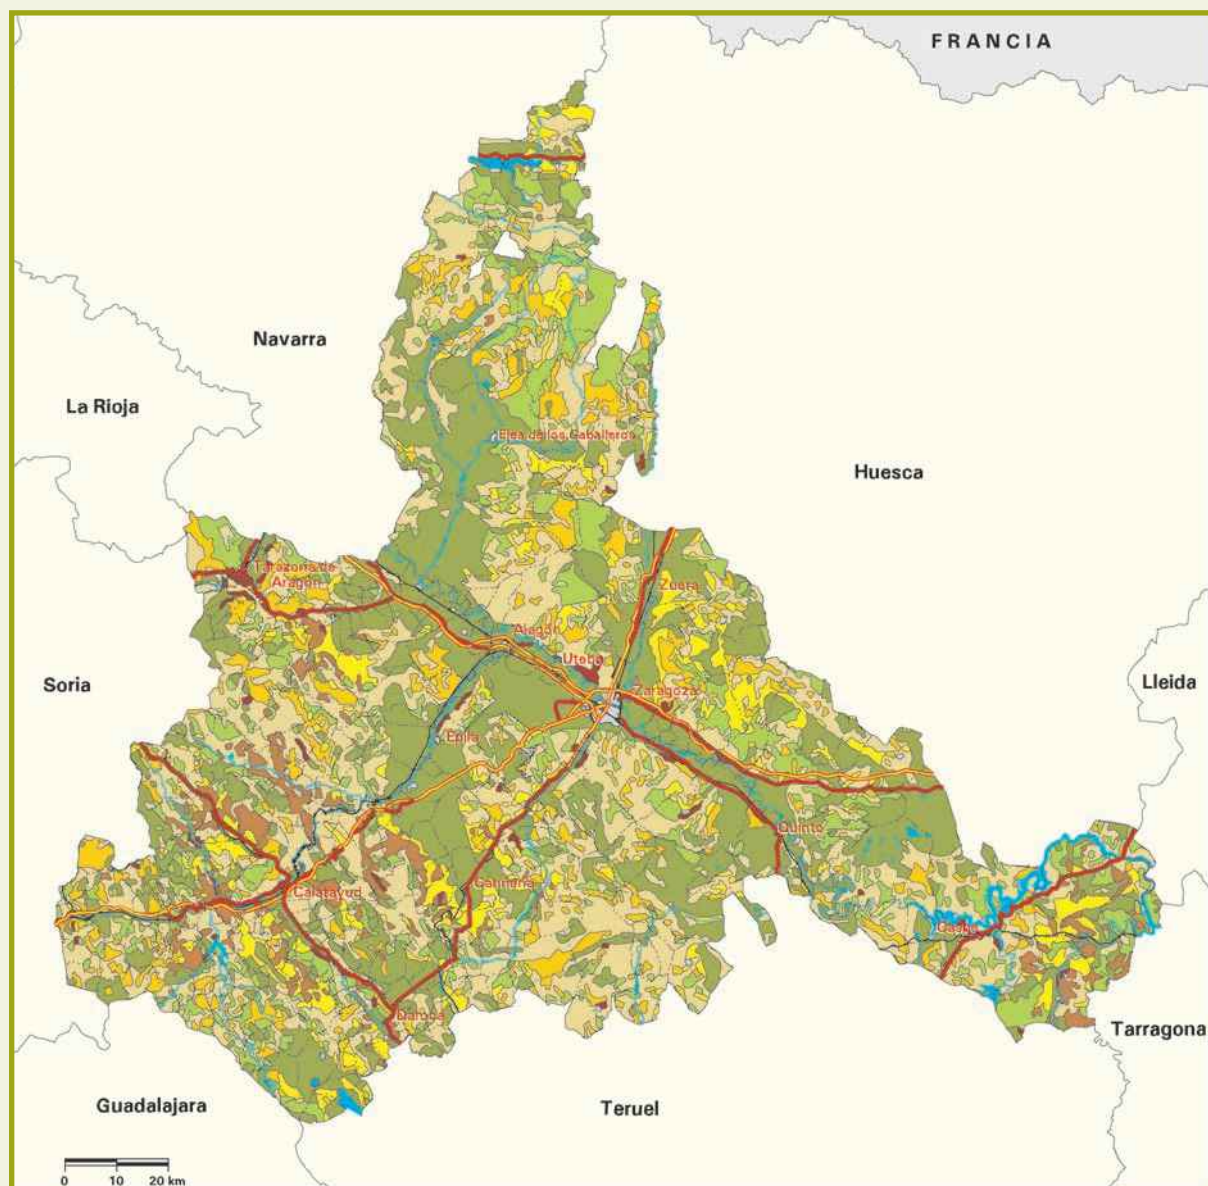 FRANCIA
Navarra
La Rioja
Ejea de los Caballeros
Huesca
Tarazona de
Aragón
Zuera
Alagón
Utebo
Soria
Zaragoza
Lleida
Epila
Quinto
Calatayud
Cariñena
Caspe
Daroca
Tarragona
Guadalajara
Teruel
0 10 20 km